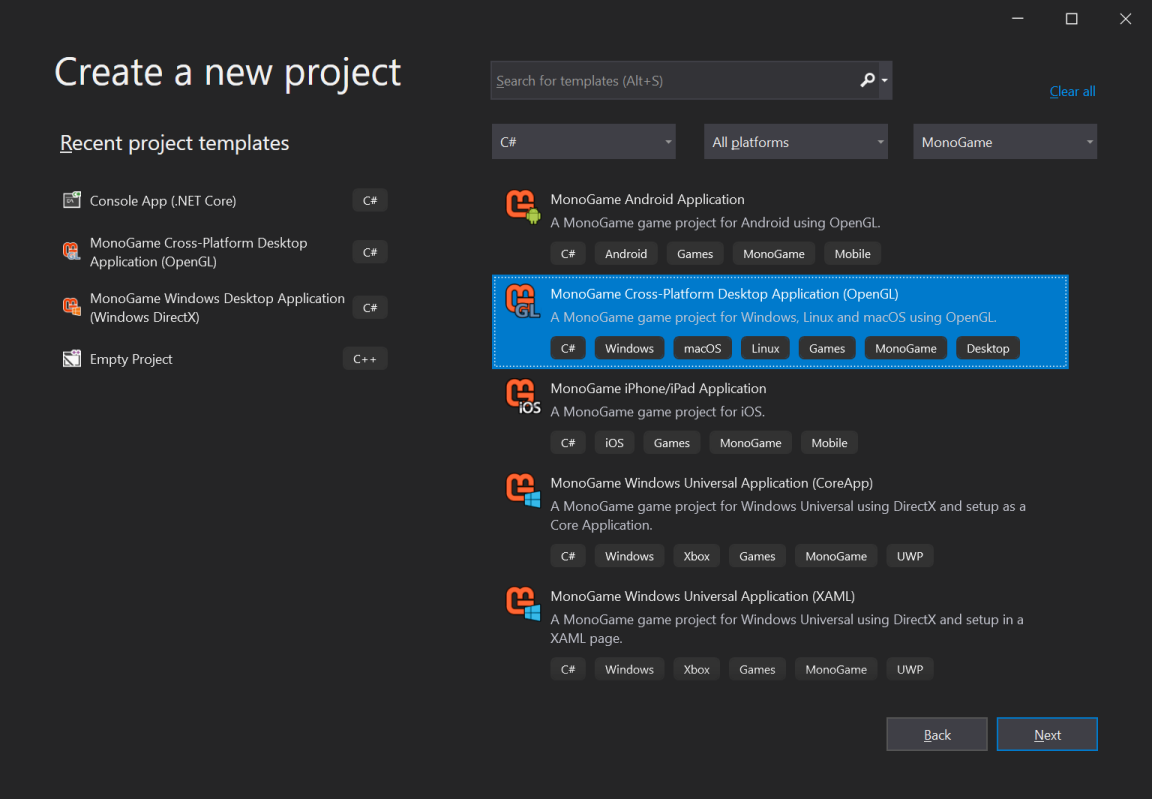 Create a new project
Search for templates (Alt+S)
Clear all
Recent project templates
C#
All platforms
MonoGame
Console App (.NET Core)
C#
MonoGame Cross-Platform Desktop
Application (OpenGL)
C#
MonoGame Windows Desktop Application
(Windows DirectX)
C#
Empty Project
C++
MonoGame Android Application
A MonoGame game project for Android using OpenGL.
C# Android Games MonoGame Mobile
GL
MonoGame Cross-Platform Desktop Application (OpenGL)
A MonoGame game project for Windows, Linux and macOS using OpenGL.
C# Windows macOS Linux Games MonoGame Desktop
iOS
MonoGame iPhone/iPad Application
A MonoGame game project for iOS.
C# iOS Games MonoGame Mobile
MonoGame Windows Universal Application (CoreApp)
A MonoGame game project for Windows Universal using DirectX and setup as a
Core Application.
C# Windows Xbox Games MonoGame UWP
MonoGame Windows Universal Application (XAML)
A MonoGame game project for Windows Universal using DirectX and setup in a
XAML page.
C# Windows Xbox Games MonoGame UWP
Back
Next